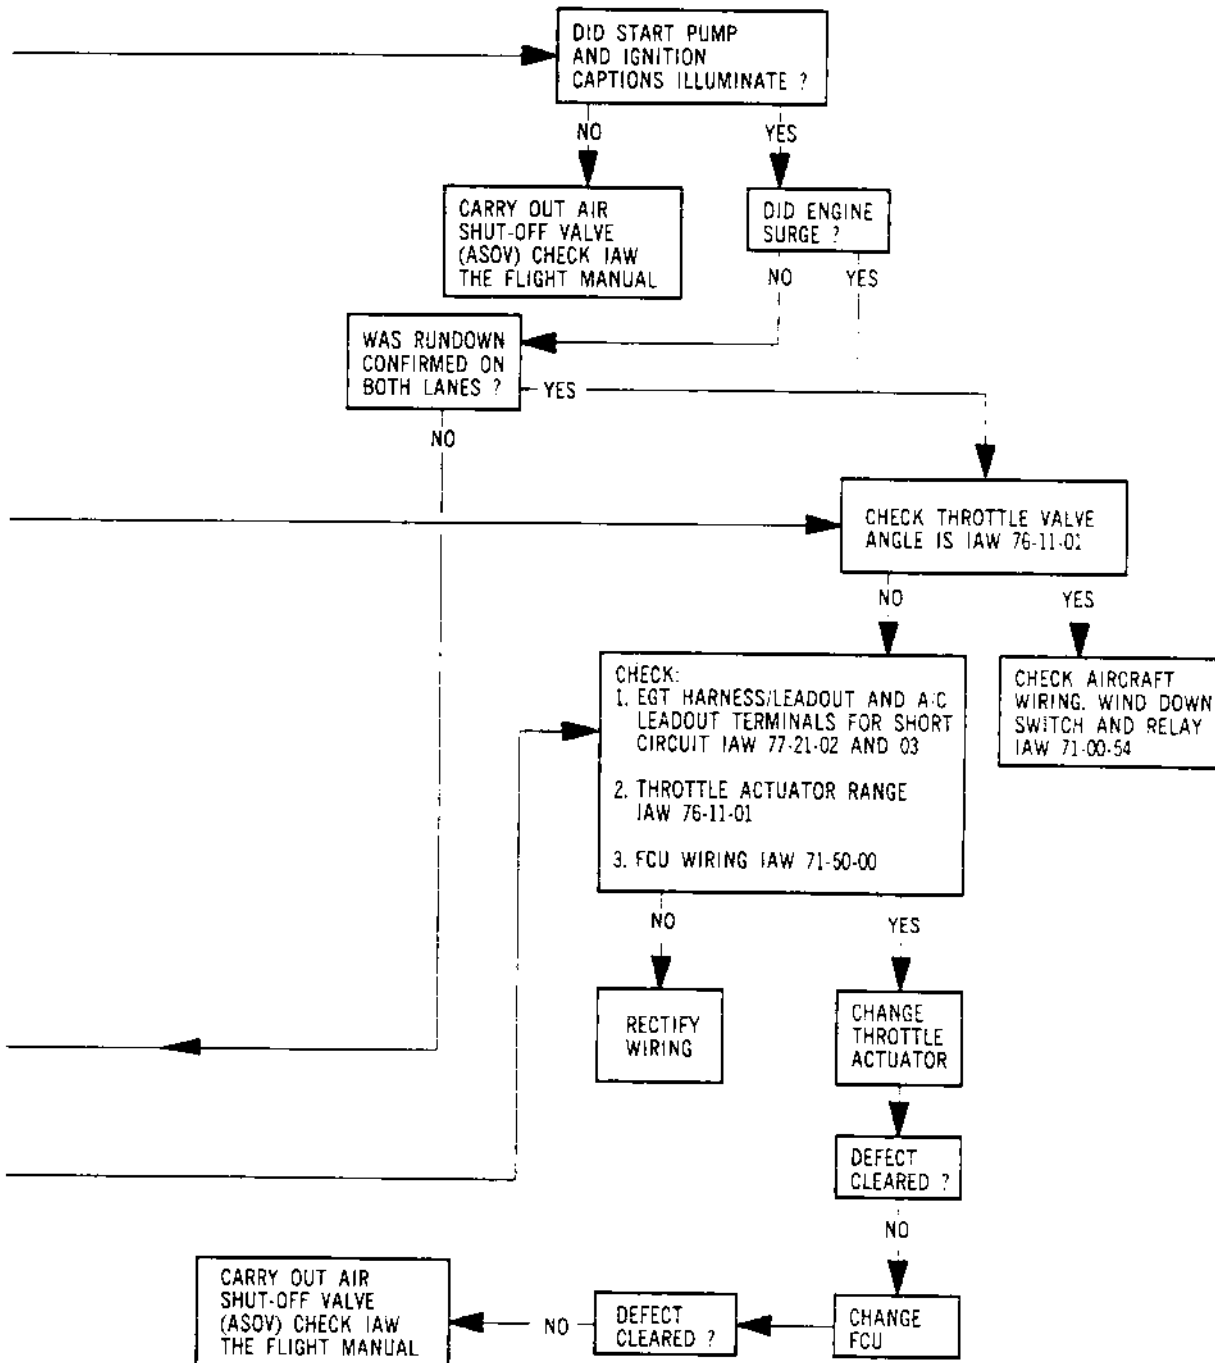 DID START PUMP
AND IGNITION
CAPTIONS ILLUMINATE ?
NO
YES
CARRY OUT AIR
SHUT-OFF VALVE
(ASOV) CHECK IAW
THE FLIGHT MANUAL
DID ENGINE
SURGE ?
NO
YES
WAS RUNDOWN
CONFIRMED ON
BOTH LANES ?
YES
NO
CHECK THROTTLE VALVE
ANGLE IS IAW 76-11-01
NO
YES
CHECK:
1. EGT HARNESS/LEADOUT AND A/C
LEADOUT TERMINALS FOR SHORT
CIRCUIT IAW 77-21-02 AND 03
2. THROTTLE ACTUATOR RANGE
IAW 76-11-01
3. FCU WIRING IAW 71-50-00
CHECK AIRCRAFT
WIRING, WIND DOWN
SWITCH AND RELAY
IAW 71-00-54
NO
YES
RECTIFY
WIRING
CHANGE
THROTTLE
ACTUATOR
DEFECT
CLEARED ?
NO
CHANGE
FCU
DEFECT
CLEARED ?
NO
CARRY OUT AIR
SHUT-OFF VALVE
(ASOV) CHECK IAW
THE FLIGHT MANUAL